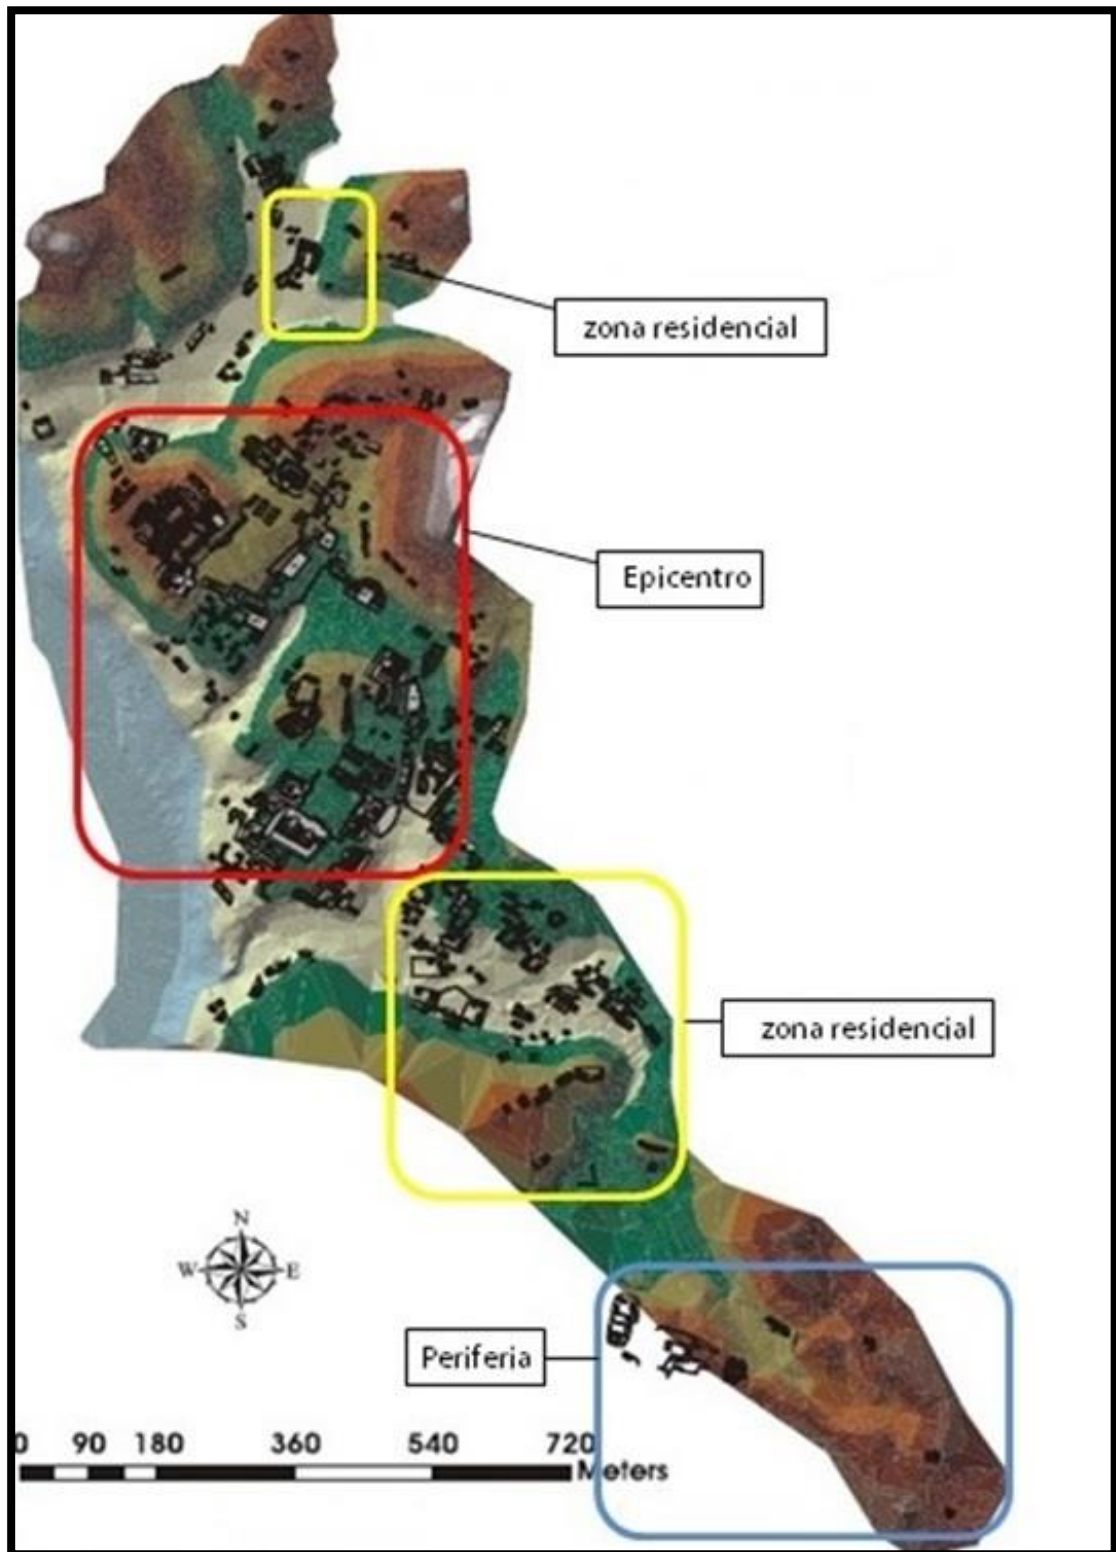 zona residencial
Epicentro
zona residencial
N
W E
S
Periferia
0 90 180 360 540 720
Meters